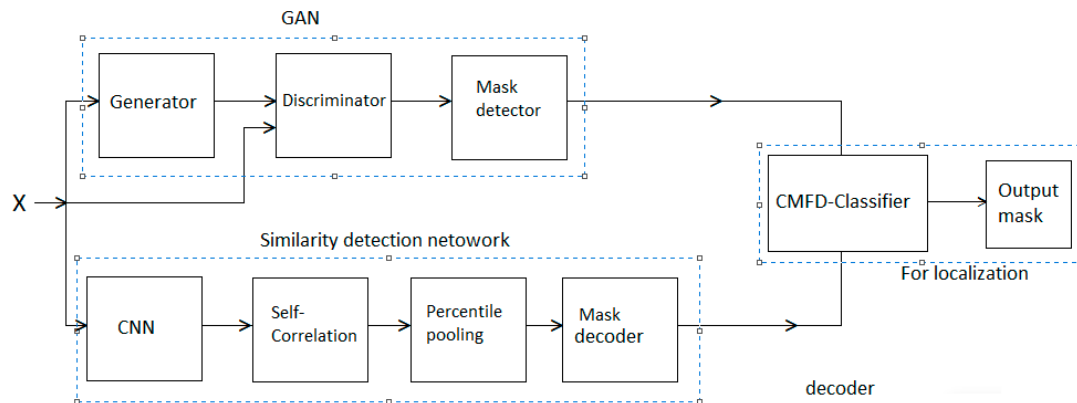 GAN
Generator
Discriminator
Mask
detector
X
CMFD-Classifier
Output
mask
For localization
Similarity detection netowork
CNN
Self-
Correlation
Percentile
pooling
Mask
decoder
decoder